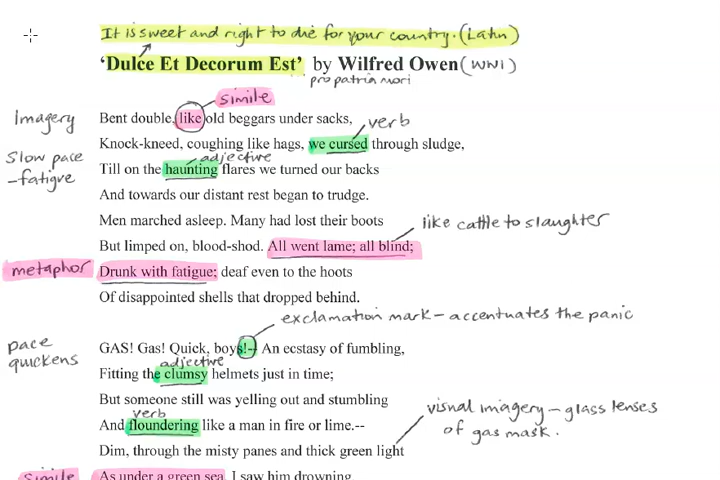 It is sweet and right to die for your country. (Latin)
‘Dulce Et Decorum Est’ by Wilfred Owen (WW1)
pro patria mori
simile
Imagery
Bent double, like old beggars under sacks,
verb
Knock-kneed, coughing like hags, we cursed through sludge,
Slow pace
-fatigue
adjective
Till on the haunting flares we turned our backs
And towards our distant rest began to trudge.
Men marched asleep. Many had lost their boots
like cattle to slaughter
But limped on, blood-shod. All went lame; all blind;
metaphor
Drunk with fatigue; deaf even to the hoots
Of disappointed shells that dropped behind.
exclamation mark - accentuates the panic
pace
quickens
GAS! Gas! Quick, boys!-- An ecstasy of fumbling,
adjective
Fitting the clumsy helmets just in time;
But someone still was yelling out and stumbling
verb
And floundering like a man in fire or lime.--
visual imagery - glass lenses
of gas mask.
Dim, through the misty panes and thick green light
Simile
As under a green sea, I saw him drowning.